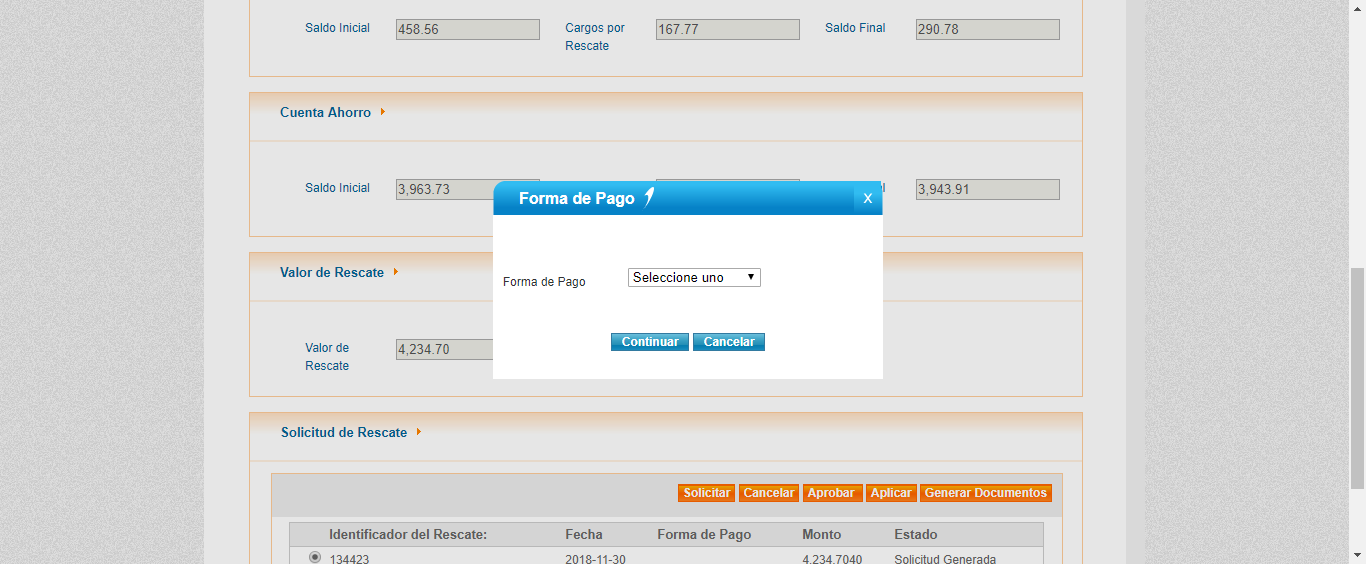 Saldo Inicial 458.56 Cargos por Rescate 167.77 Saldo Final 290.78
Cuenta Ahorro
Saldo Inicial 3,963.73 l 3,943.91
Forma de Pago X
Valor de Rescate
Forma de Pago Seleccione uno
Continuar Cancelar
Valor de Rescate 4,234.70
Solicitud de Rescate
Solicitar Cancelar Aprobar Aplicar Generar Documentos
Identificador del Rescate: Fecha Forma de Pago Monto Estado
134423 2018-11-30 4,234.7040 Solicitud Generada